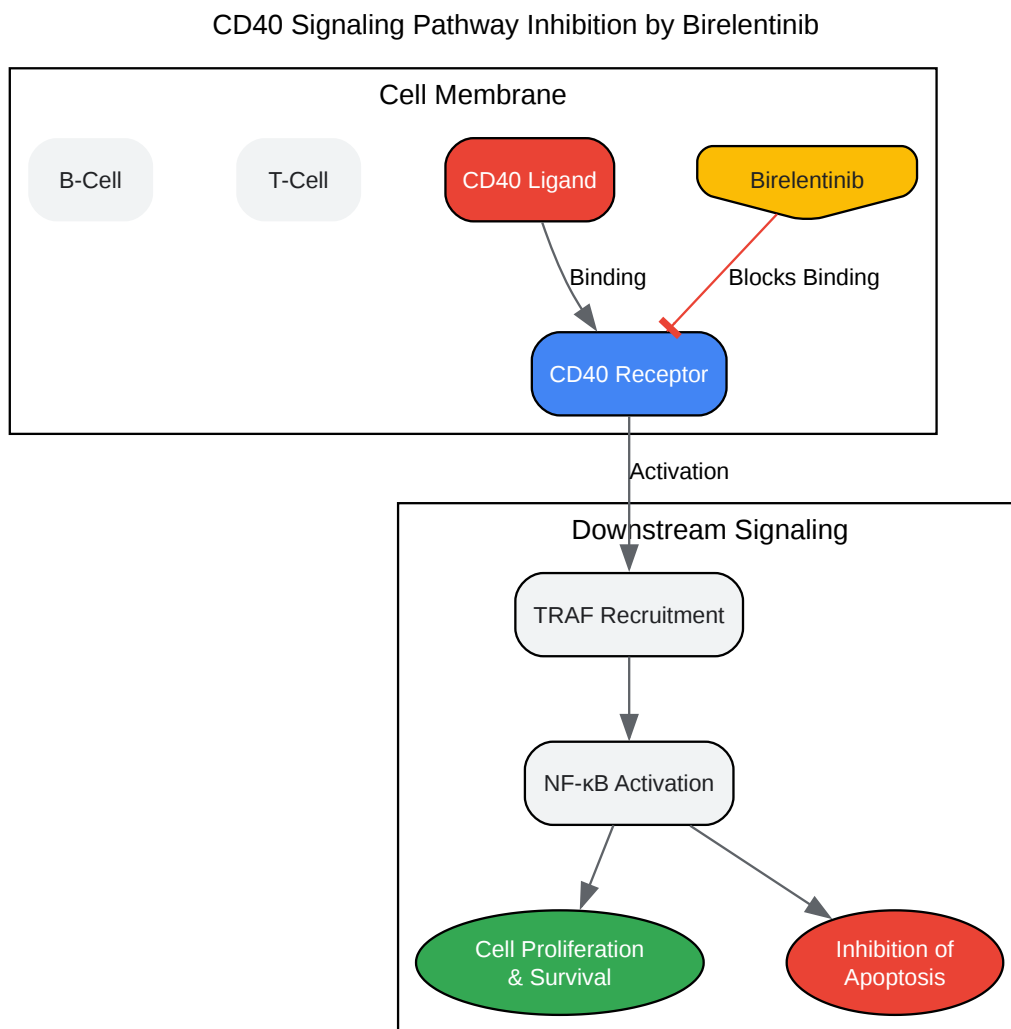 CD40 Signaling Pathway Inhibition by Birelentinib
Cell Membrane
B-Cell
T-Cell
CD40 Ligand
Birelentinib
Binding
Blocks Binding
CD40 Receptor
Activation
Downstream Signaling
TRAF Recruitment
NF-κB Activation
Cell Proliferation
& Survival
Inhibition of
Apoptosis